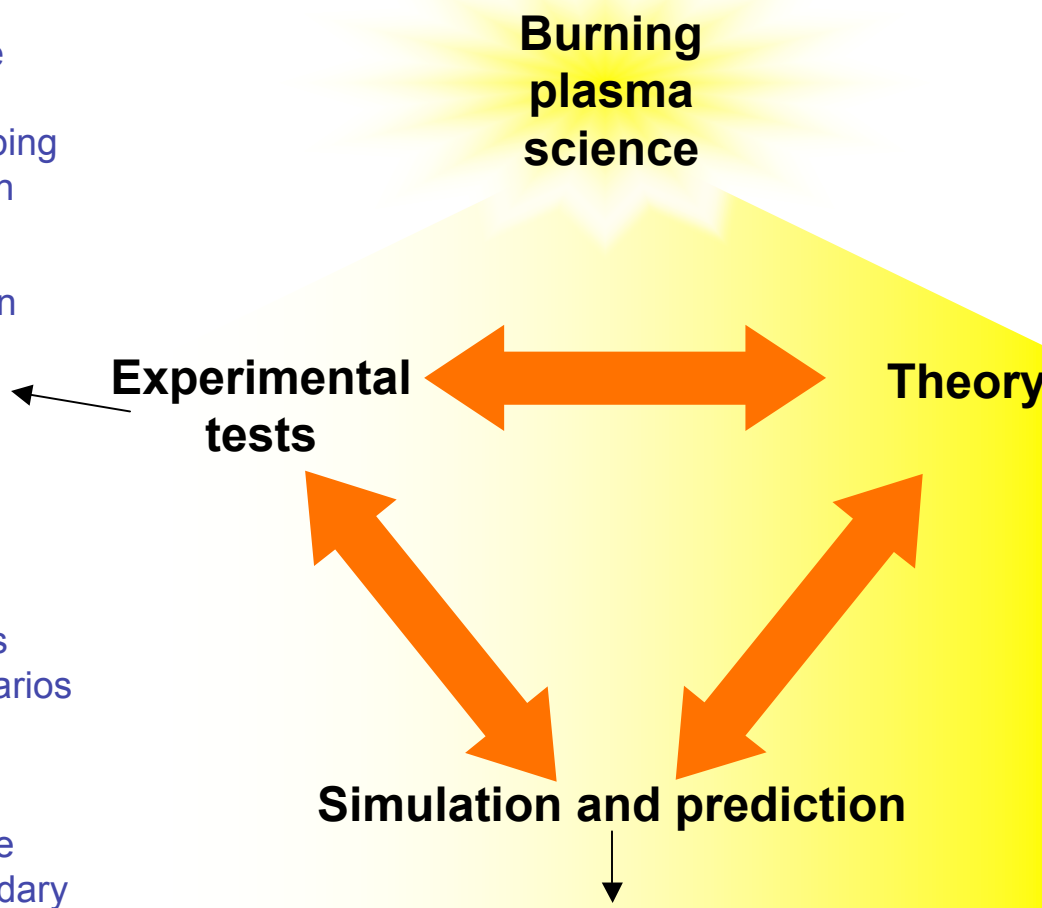 Burning
plasma
science
Experimental
tests
Theory
Simulation and prediction